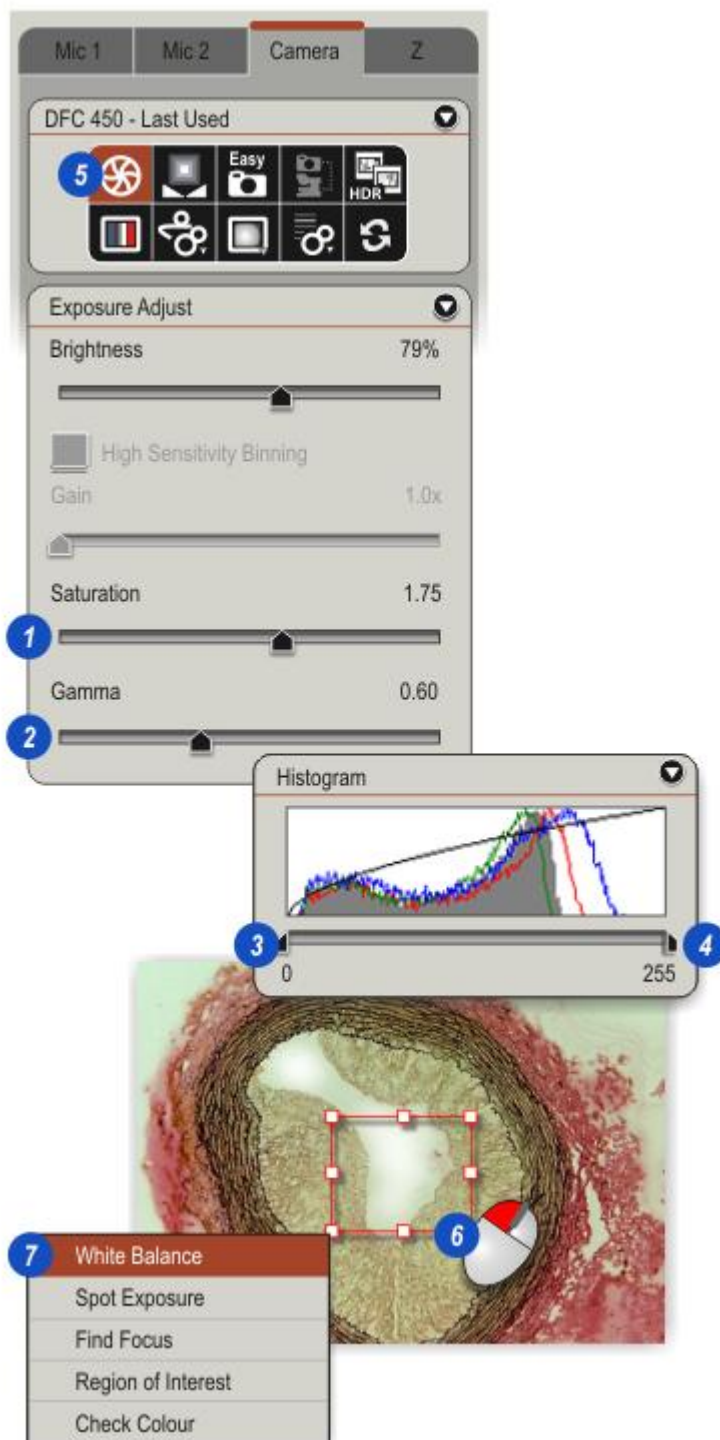 Mic 1 Mic 2 Camera Z
DFC 450 - Last Used
5 Easy
HDR
Exposure Adjust
Brightness 79%
High Sensitivity Binning
Gain 1.0x
Saturation 1.75
1
Gamma 0.60
2
Histogram
3 4
0 255
6
7 White Balance
Spot Exposure
Find Focus
Region of Interest
Check Colour